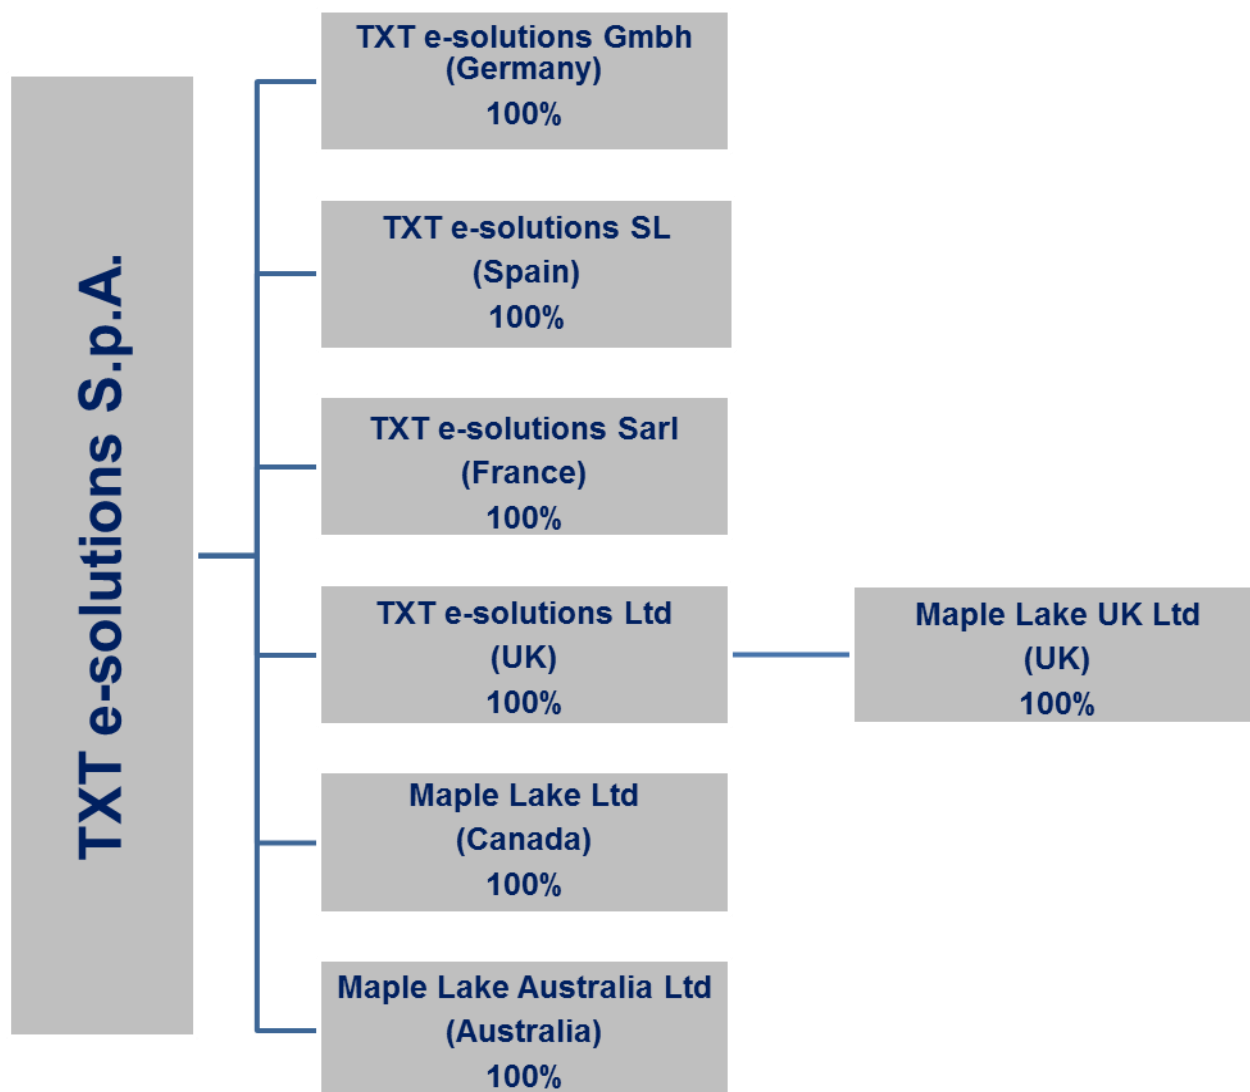 TXT e-solutions S.p.A.
TXT e-solutions Gmbh
(Germany)
100%
TXT e-solutions SL
(Spain)
100%
TXT e-solutions Sarl
(France)
100%
TXT e-solutions Ltd
(UK)
100%
Maple Lake UK Ltd
(UK)
100%
Maple Lake Ltd
(Canada)
100%
Maple Lake Australia Ltd
(Australia)
100%